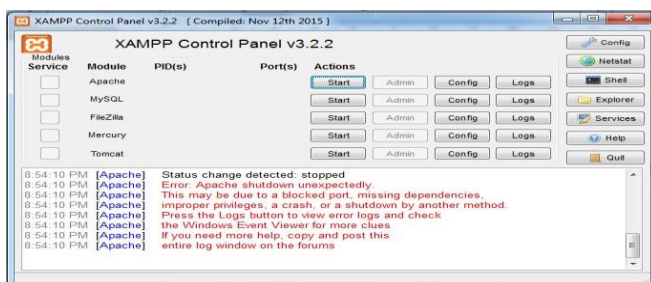 XAMPP Control Panel v3.2.2 [ Compiled: Nov 12th 2015 ]
XAMPP Control Panel v3.2.2
Config
Modules
Service Module PID(s) Port(s) Actions
Netstat
Apache Start Admin Config Logs
Shell
MySQL Start Admin Config Logs
Explorer
FileZilla Start Admin Config Logs
Services
Mercury Start Admin Config Logs
Help
Tomcat Start Admin Config Logs
Quit
8:54:10 PM [Apache] Status change detected: stopped
8:54:10 PM [Apache] Error: Apache shutdown unexpectedly.
8:54:10 PM [Apache] This may be due to a blocked port, missing dependencies,
8:54:10 PM [Apache] improper privileges, a crash, or a shutdown by another method.
8:54:10 PM [Apache] Press the Logs button to view error logs and check
8:54:10 PM [Apache] the Windows Event Viewer for more clues
8:54:10 PM [Apache] If you need more help, copy and post this
8:54:10 PM [Apache] entire log window on the forums